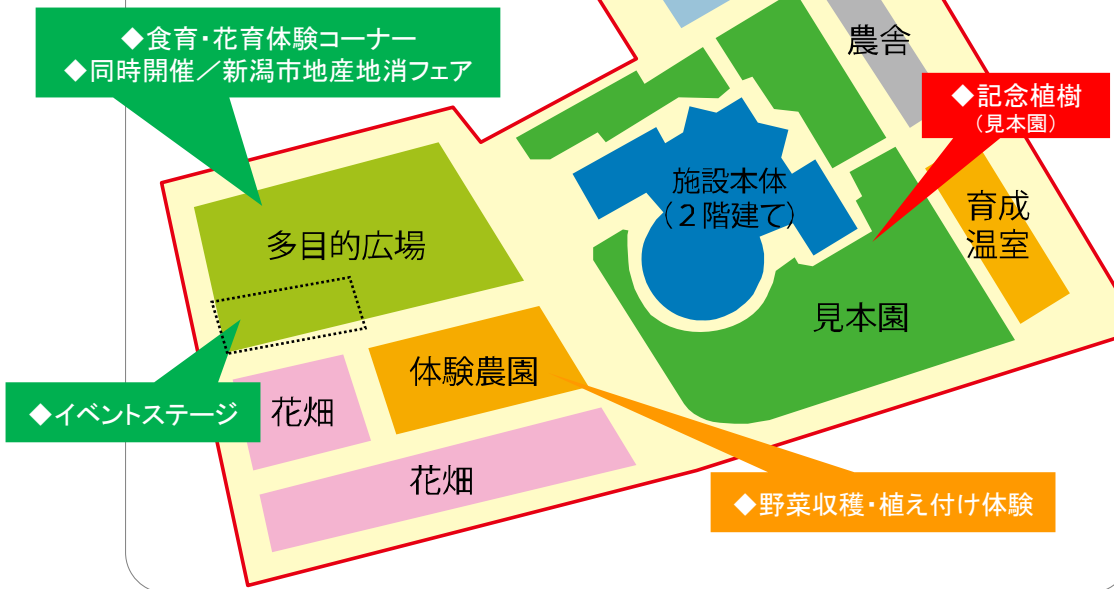 ◆食育・花育体験コーナー
◆同時開催／新潟市地産地消フェア
農舎
◆記念植樹
（見本園）
施設本体
（２階建て）
育成
温室
多目的広場
見本園
体験農園
◆イベントステージ
花畑
花畑
◆野菜収穫・植え付け体験